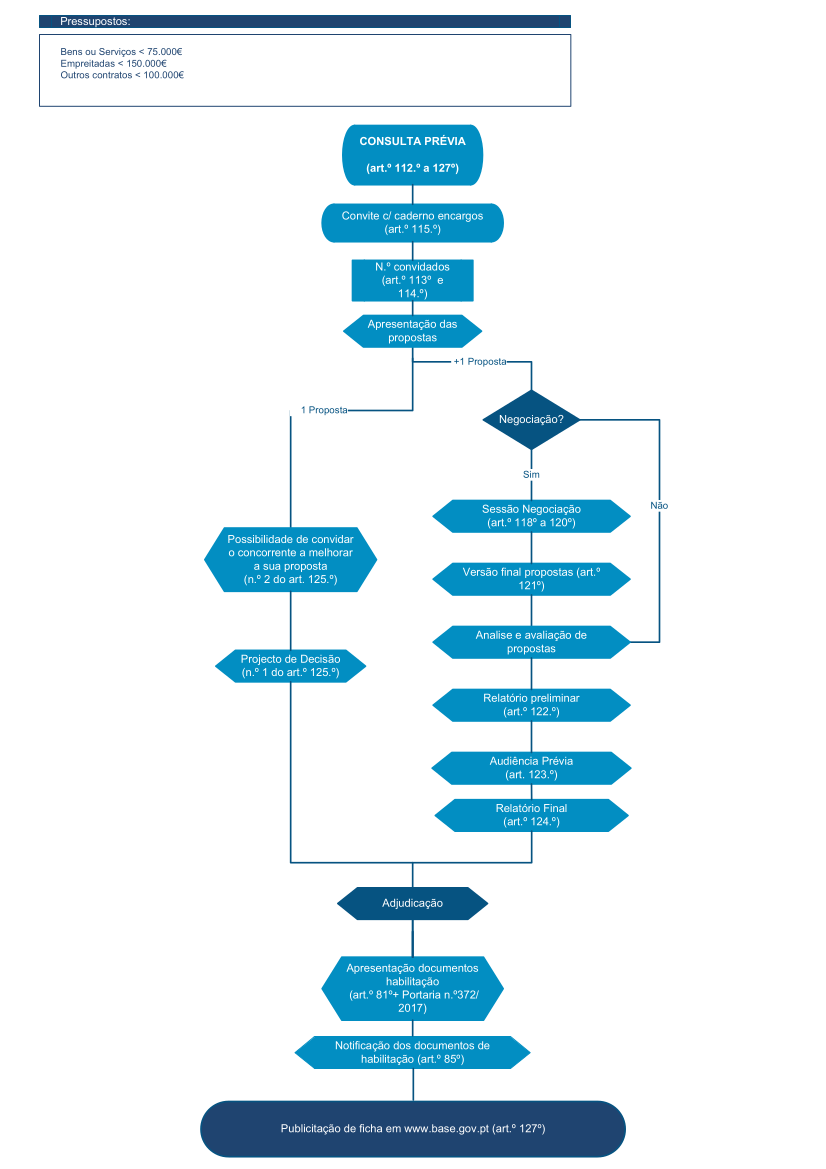 Pressupostos:
Bens ou Serviços < 75.000€
Empreitadas < 150.000€
Outros contratos < 100.000€
CONSULTA PRÉVIA
(art.º 112.º a 127º)
Convite c/ caderno encargos
(art.º 115.º)
N.º convidados
(art.º 113º e
114.º)
Apresentação das
propostas
+1 Proposta
1 Proposta
Negociação?
Sim
Não
Sessão Negociação
(art.º 118º a 120º)
Possibilidade de convidar
o concorrente a melhorar
a sua proposta
(n.º 2 do art. 125.º)
Versão final propostas (art.º
121º)
Analise e avaliação de
propostas
Projecto de Decisão
(n.º 1 do art.º 125.º)
Relatório preliminar
(art.º 122.º)
Audiência Prévia
(art. 123.º)
Relatório Final
(art.º 124.º)
Adjudicação
Apresentação documentos
habilitação
(art.º 81º+ Portaria n.º372/
2017)
Notificação dos documentos de
habilitação (art.º 85º)
Publicitação de ficha em www.base.gov.pt (art.º 127º)